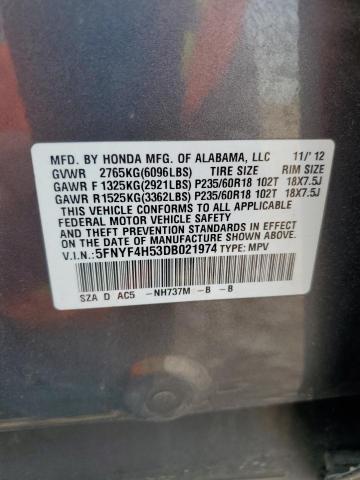 MFD. BY HONDA MFG. OF ALABAMA, LLC 11/'12
GVWR 2765KG(6096LBS) TIRE SIZE RIM SIZE
GAWR F 1325KG(2921LBS) P235/60R18 102T 18X7.5J
GAWR R1525KG(3362LBS) P235/60R18 102T 18X7.5J
THIS VEHICLE CONFORMS TO ALL APPLICABLE
FEDERAL MOTOR VEHICLE SAFETY
AND THEFT PREVENTION STANDARDS IN EFFECT
ON THE DATE OF MANUFACTURE SHOWN ABOVE.
V.I.N.:5FNYF4H53DB021974 TYPE: MPV
SZA D AC5 -NH737M -B -8